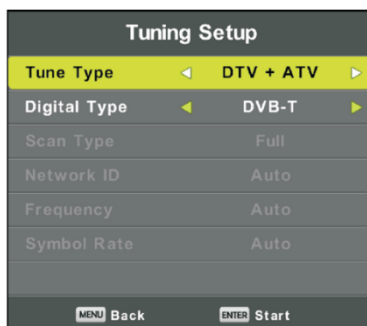 Tuning Setup
Tune Type DTV + ATV
Digital Type DVB-T
Scan Type Full
Network ID Auto
Frequency Auto
Symbol Rate Auto
MENU Back ENTER Start